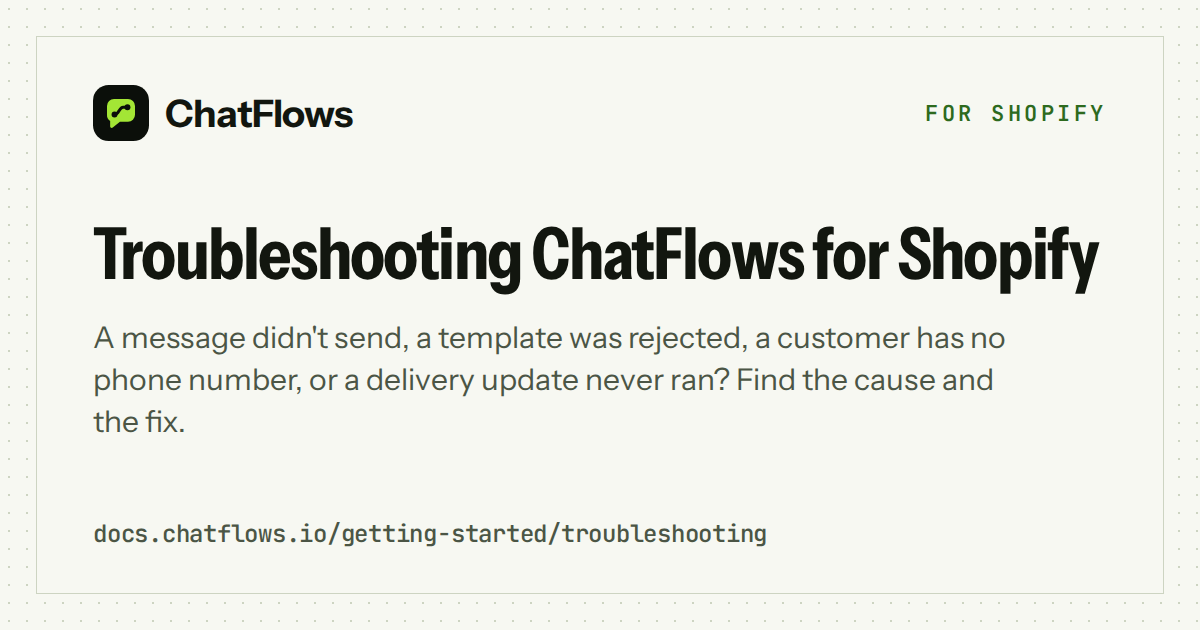 ChatFlows
FOR SHOPIFY
Troubleshooting ChatFlows for Shopify
A message didn't send, a template was rejected, a customer has no
phone number, or a delivery update never ran? Find the cause and
the fix.
docs.chatflows.io/getting-started/troubleshooting